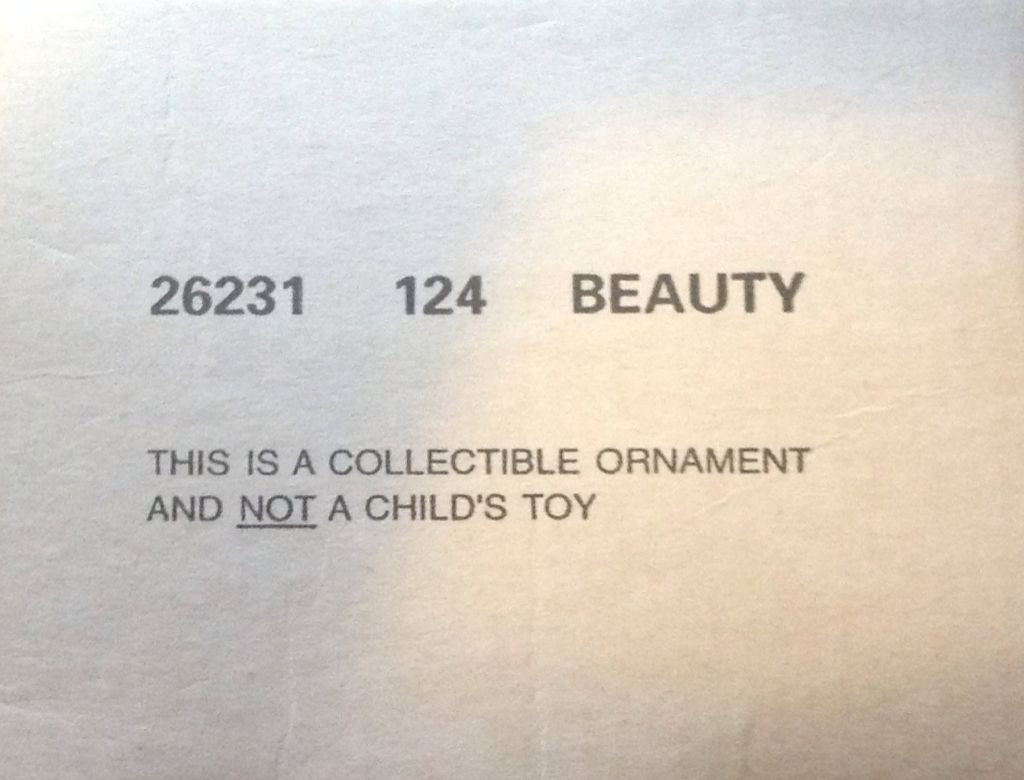 26231 124 BEAUTY
THIS IS A COLLECTIBLE ORNAMENT
AND NOT A CHILD'S TOY